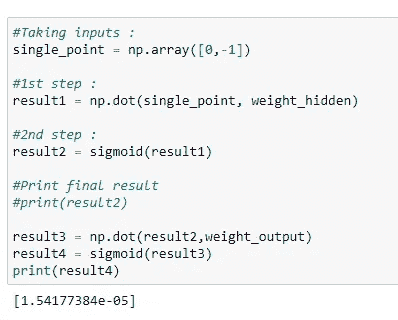 #Taking inputs :
single_point = np.array([0,-1])
#1st step :
result1 = np.dot(single_point, weight_hidden)
#2nd step :
result2 = sigmoid(result1)
#Print final result
#print(result2)
result3 = np.dot(result2,weight_output)
result4 = sigmoid(result3)
print(result4)
[1.54177384e-05]